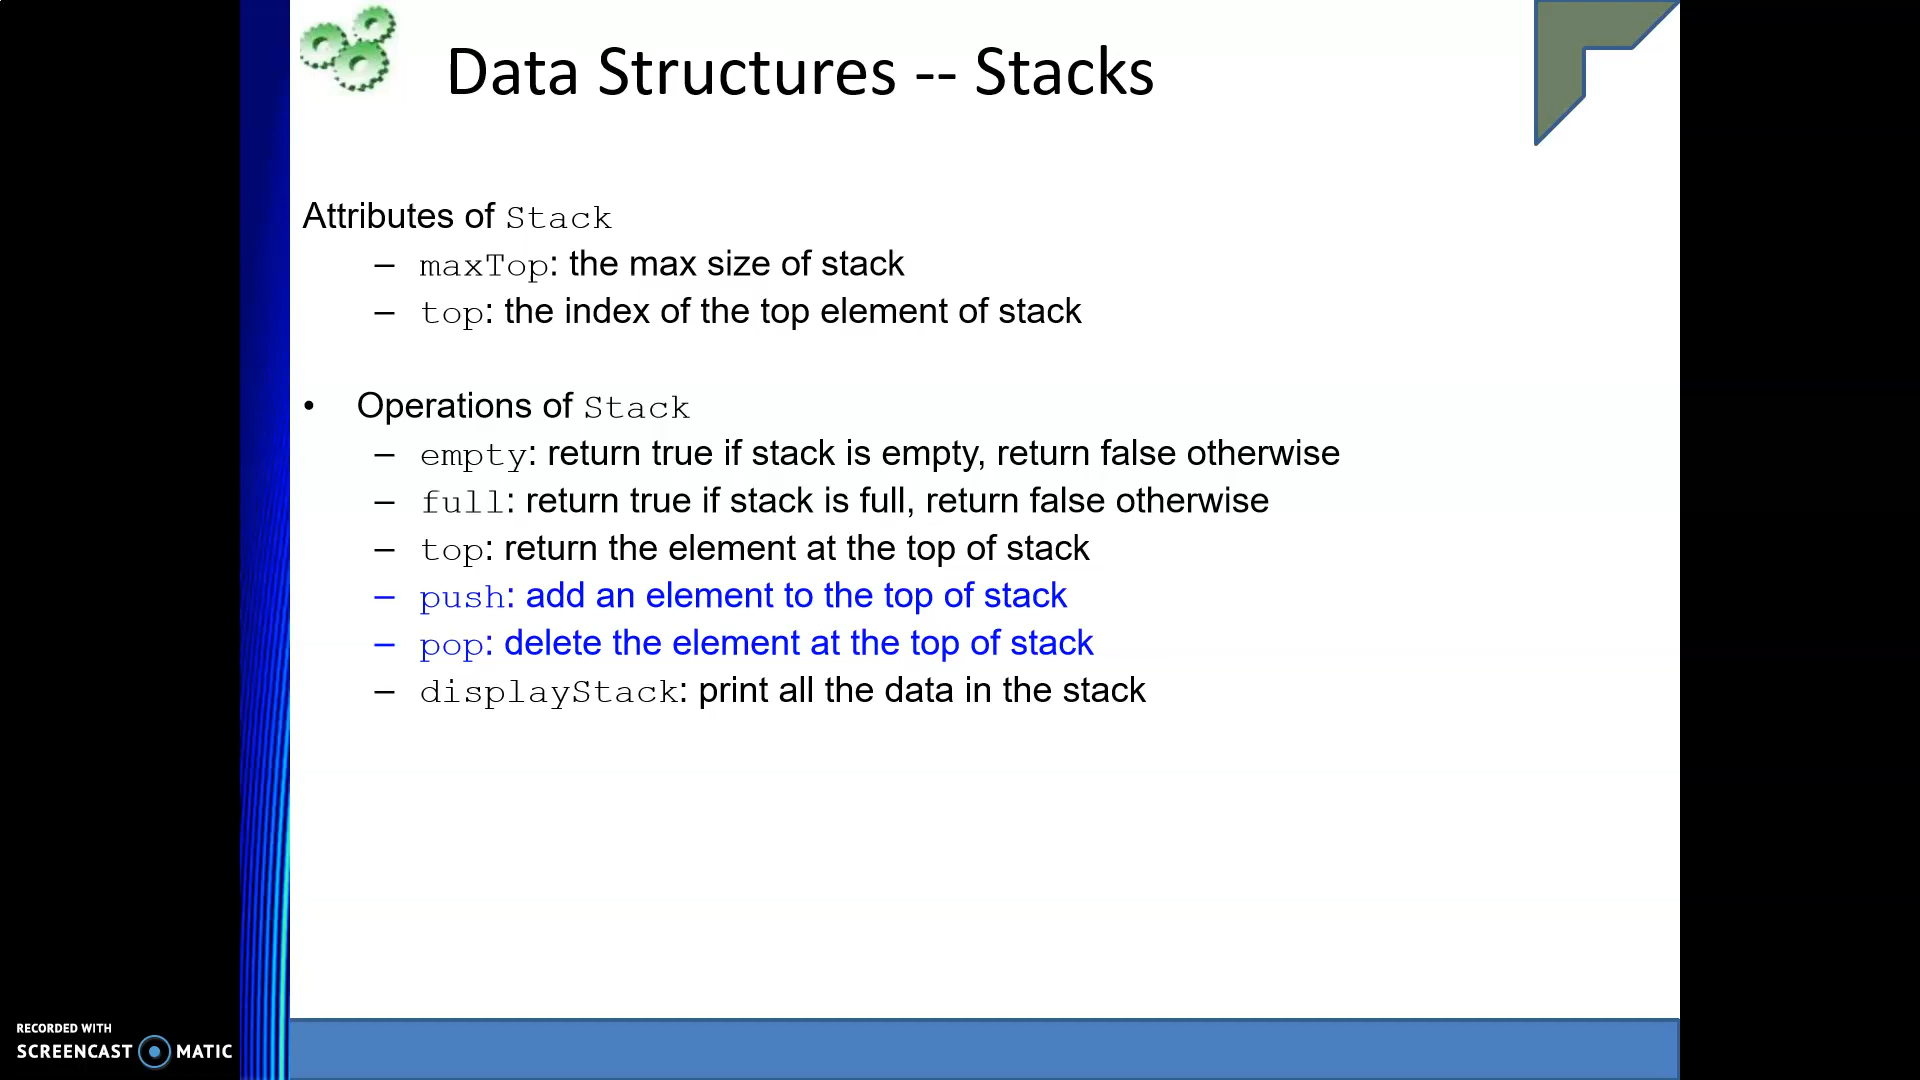 Data Structures -- Stacks
Attributes of Stack
– maxTop: the max size of stack
– top: the index of the top element of stack
• Operations of Stack
– empty: return true if stack is empty, return false otherwise
– full: return true if stack is full, return false otherwise
– top: return the element at the top of stack
– push: add an element to the top of stack
– pop: delete the element at the top of stack
– displayStack: print all the data in the stack
RECORDED WITH
SCREENCAST MATIC